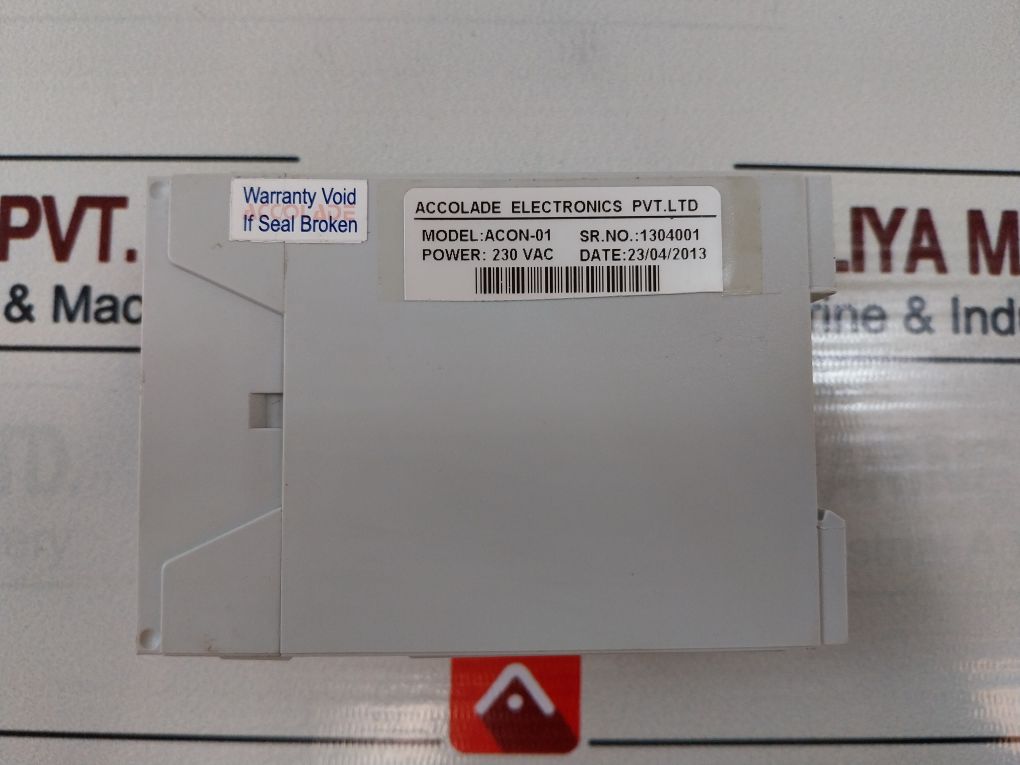 PVT.
& Mac
LIYA M
rine & Indu
Warranty Void
ACCOLADE
If Seal Broken
ACCOLADE ELECTRONICS PVT.LTD
MODEL:ACON-01 SR.NO.:1304001
POWER: 230 VAC DATE:23/04/2013